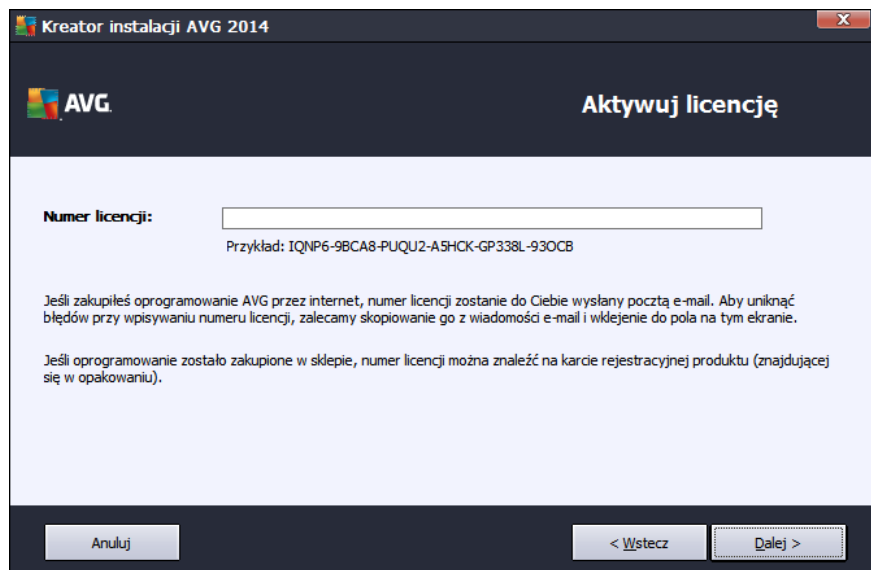 Kreator instalacji AVG 2014
X
AVG.
Aktywuj licencję
Numer licencji:
Przykład: IQNP6-9BCA8-PUQU2-A5HCK-GP338L-93OCB
Jeśli zakupiłeś oprogramowanie AVG przez internet, numer licencji zostanie do Ciebie wysłany pocztą e-mail. Aby uniknąć
błędów przy wpisywaniu numeru licencji, zalecamy skopiowanie go z wiadomości e-mail i wklejenie do pola na tym ekranie.
Jeśli oprogramowanie zostało zakupione w sklepie, numer licencji można znaleźć na karcie rejestracyjnej produktu (znajdującej
się w opakowaniu).
Anuluj
< Wstecz
Dalej >